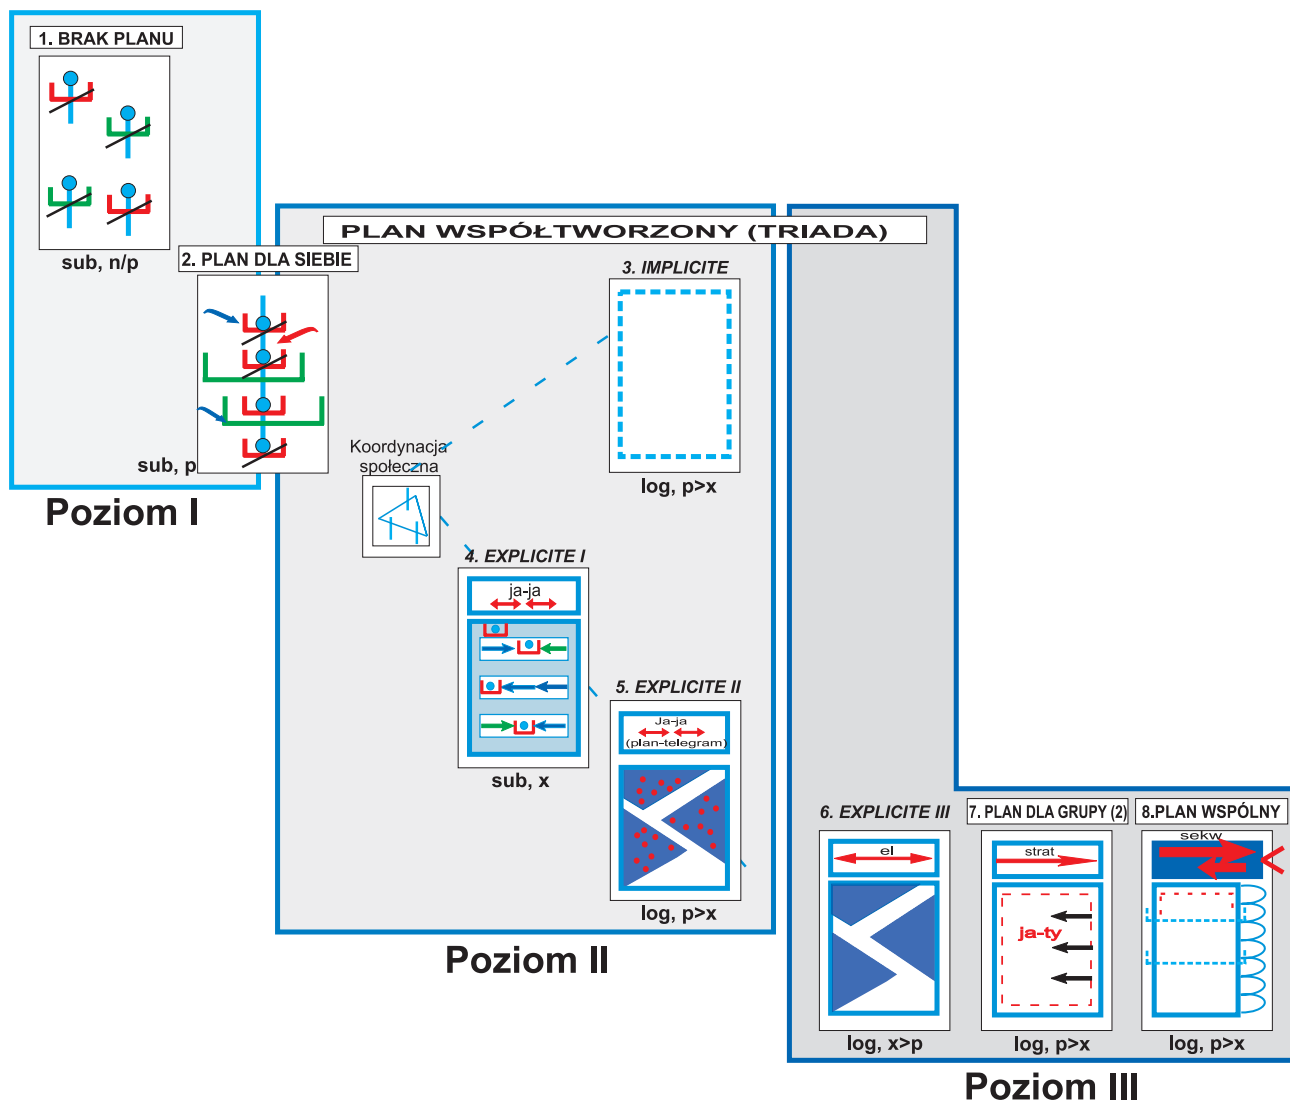 1. BRAK PLANU
sub, n/p
2. PLAN DLA SIEBIE
sub, p
Poziom I
PLAN WSPÓŁTWORZONY (TRIADA)
3. IMPLICITE
log, p>x
Koordynacja
społeczna
4. EXPLICITE I
ja-ja
sub, x
5. EXPLICITE II
Ja-ja
(plan-telegram)
log, p>x
Poziom II
6. EXPLICITE III
el
log, x>p
7. PLAN DLA GRUPY (2)
strat
ja-ty
log, p>x
8.PLAN WSPÓLNY
sekw
log, p>x
Poziom III